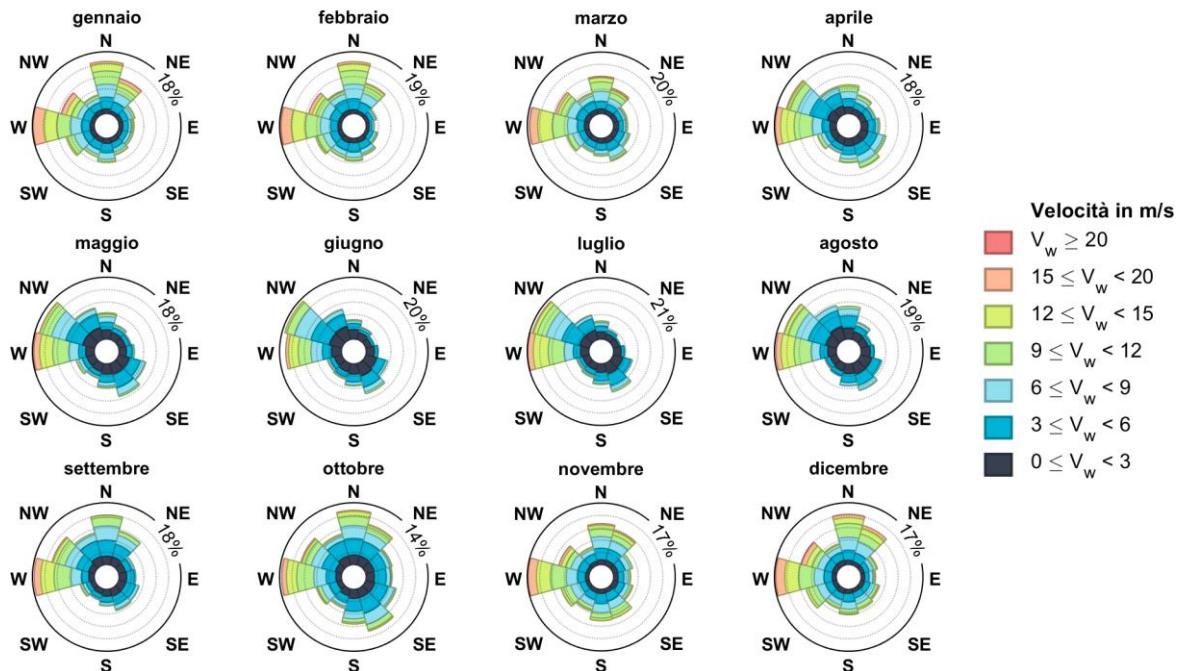 gennaio
N
NW
NE
18%
W
E
SW
SE
S
febbraio
N
NW
NE
19%
W
E
SW
SE
S
marzo
N
NW
NE
20%
W
E
SW
SE
S
aprile
N
NW
NE
18%
W
E
SW
SE
S
maggio
N
NW
NE
18%
W
E
SW
SE
S
giugno
N
NW
NE
20%
W
E
SW
SE
S
luglio
N
NW
NE
21%
W
E
SW
SE
S
agosto
N
NW
NE
19%
W
E
SW
SE
S
settembre
N
NW
NE
18%
W
E
SW
SE
S
ottobre
N
NW
NE
14%
W
E
SW
SE
S
novembre
N
NW
NE
17%
W
E
SW
SE
S
dicembre
N
NW
NE
17%
W
E
SW
SE
S
Velocità in m/s
V_w ≥ 20
15 ≤ V_w < 20
12 ≤ V_w < 15
9 ≤ V_w < 12
6 ≤ V_w < 9
3 ≤ V_w < 6
0 ≤ V_w < 3